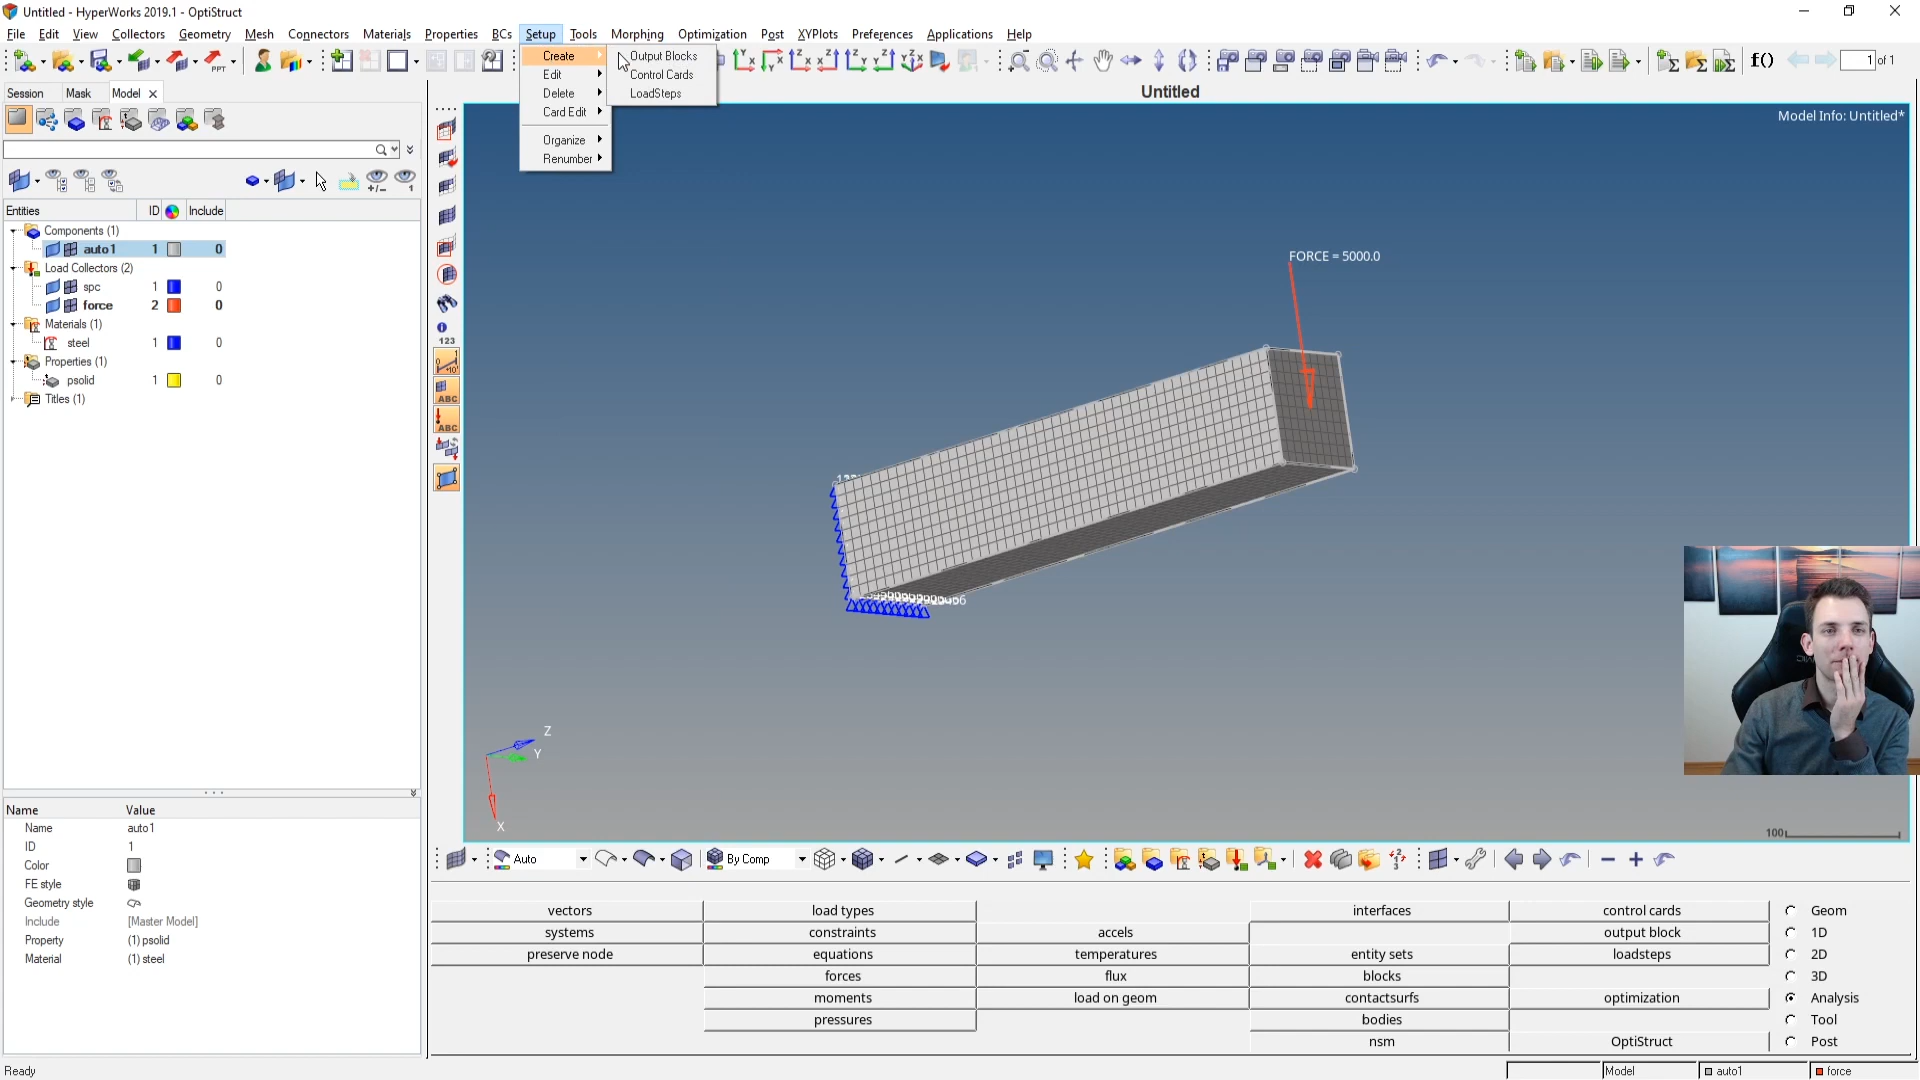 Untitled - HyperWorks 2019.1 - OptiStruct
File Edit View Collectors Geometry Mesh Connectors Materials Properties BCs Setup Tools Morphing Optimization Post XYPlots Preferences Applications Help
Create
Edit
Delete
Card Edit
Organize
Renumber
Output Blocks
Control Cards
LoadSteps
f()
1 of 1
Session Mask Model
Untitled
Model Info: Untitled*
Entities ID Include
Components (1)
auto1 1 0
Load Collectors (2)
spc 1 0
force 2 0
Materials (1)
steel 1 0
Properties (1)
psolid 1 0
Titles (1)
123
ABC
ABC
FORCE = 5000.0
Z
Y
X
100
Name Value
Name auto1
ID 1
Color
FE style
Geometry style
Include [Master Model]
Property (1) psolid
Material (1) steel
Auto
By Comp
vectors load types interfaces control cards Geom
systems constraints accels output block 1D
preserve node equations temperatures entity sets loadsteps 2D
forces flux blocks 3D
moments load on geom contactsurfs optimization Analysis
pressures bodies Tool
nsm OptiStruct Post
Ready
Model auto1 force